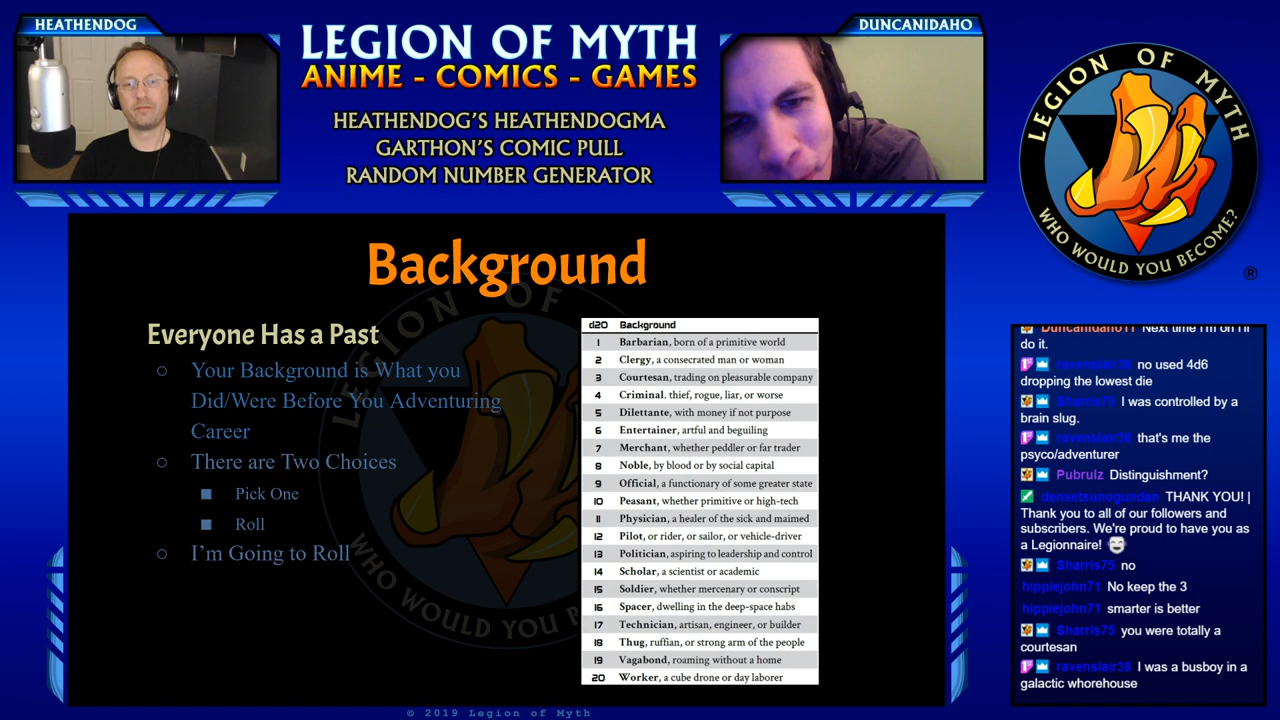 HEATHENDOG
LEGION OF MYTH
ANIME - COMICS - GAMES
HEATHENDOG'S HEATHENDOGMA
GARTHON'S COMIC PULL
RANDOM NUMBER GENERATOR
DUNCANIDAHO
LEGION OF MYTH
WHO WOULD YOU BECOME?
®
Background
Everyone Has a Past
○ Your Background is What you
Did/Were Before You Adventuring
Career
○ There are Two Choices
■ Pick One
■ Roll
○ I'm Going to Roll
d20 Background
1 Barbarian, born of a primitive world
2 Clergy, a consecrated man or woman
3 Courtesan, trading on pleasurable company
4 Criminal. thief, rogue, liar, or worse
5 Dilettante, with money if not purpose
6 Entertainer, artful and beguiling
7 Merchant, whether peddler or far trader
8 Noble, by blood or by social capital
9 Official, a functionary of some greater state
10 Peasant, whether primitive or high-tech
11 Physician, a healer of the sick and maimed
12 Pilot, or rider, or sailor, or vehicle-driver
13 Politician, aspiring to leadership and control
14 Scholar, a scientist or academic
15 Soldier, whether mercenary or conscript
16 Spacer, dwelling in the deep-space habs
17 Technician, artisan, engineer, or builder
18 Thug, ruffian, or strong arm of the people
19 Vagabond, roaming without a home
20 Worker, a cube drone or day laborer
LEGION OF
WHO WOULD YOU
Next time I'm on I'll
do it.
ravenslair38 no used 4d6
dropping the lowest die
Sharris75 I was controlled by a
brain slug.
ravenslair38 that's me the
psyco/adventurer
Pubrulz Distinguishment?
densetsunogundan THANK YOU! |
Thank you to all of our followers and
subscribers. We're proud to have you as
a Legionnaire!
Sharris75 no
hippiejohn71 No keep the 3
hippiejohn71 smarter is better
Sharris75 you were totally a
courtesan
ravenslair38 I was a busboy in a
galactic whorehouse
© 2019 Legion of Myth